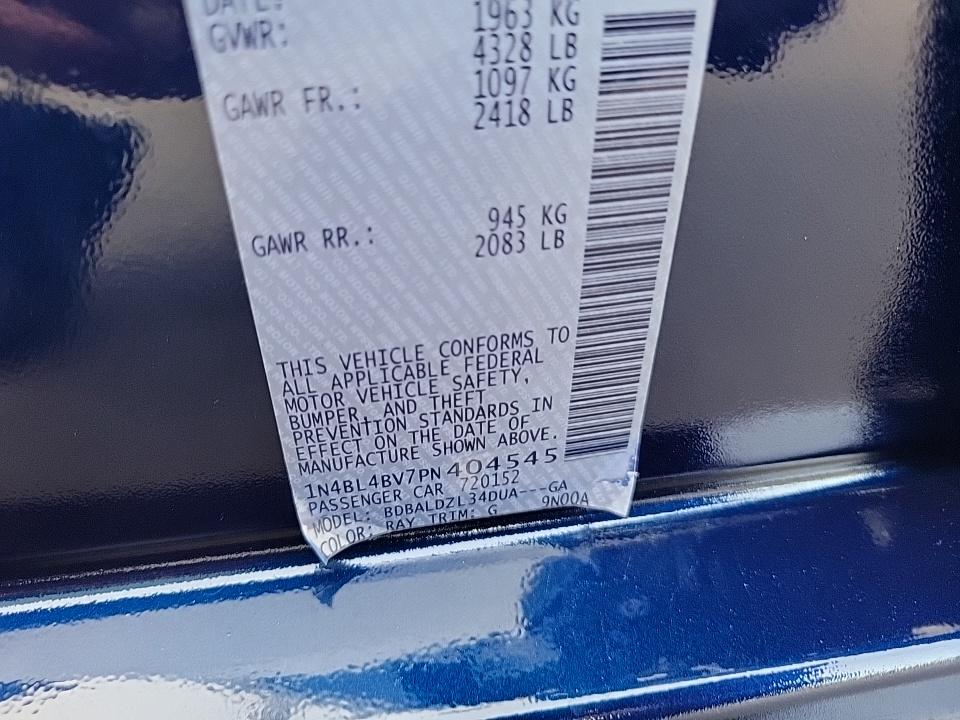 DATE:
1963 KG
GVWR:
4328 LB
1097 KG
GAWR FR.:
2418 LB
945 KG
GAWR RR.:
2083 LB
THIS VEHICLE CONFORMS TO
ALL APPLICABLE FEDERAL
MOTOR VEHICLE SAFETY,
BUMPER, AND THEFT
PREVENTION STANDARDS IN
EFFECT ON THE DATE OF
MANUFACTURE SHOWN ABOVE.
1N4BL4BV7PN404545
PASSENGER CAR 720152
MODEL: BDBALDZL34DUA---GA
COLOR: RAY TRIM: G 9N00A